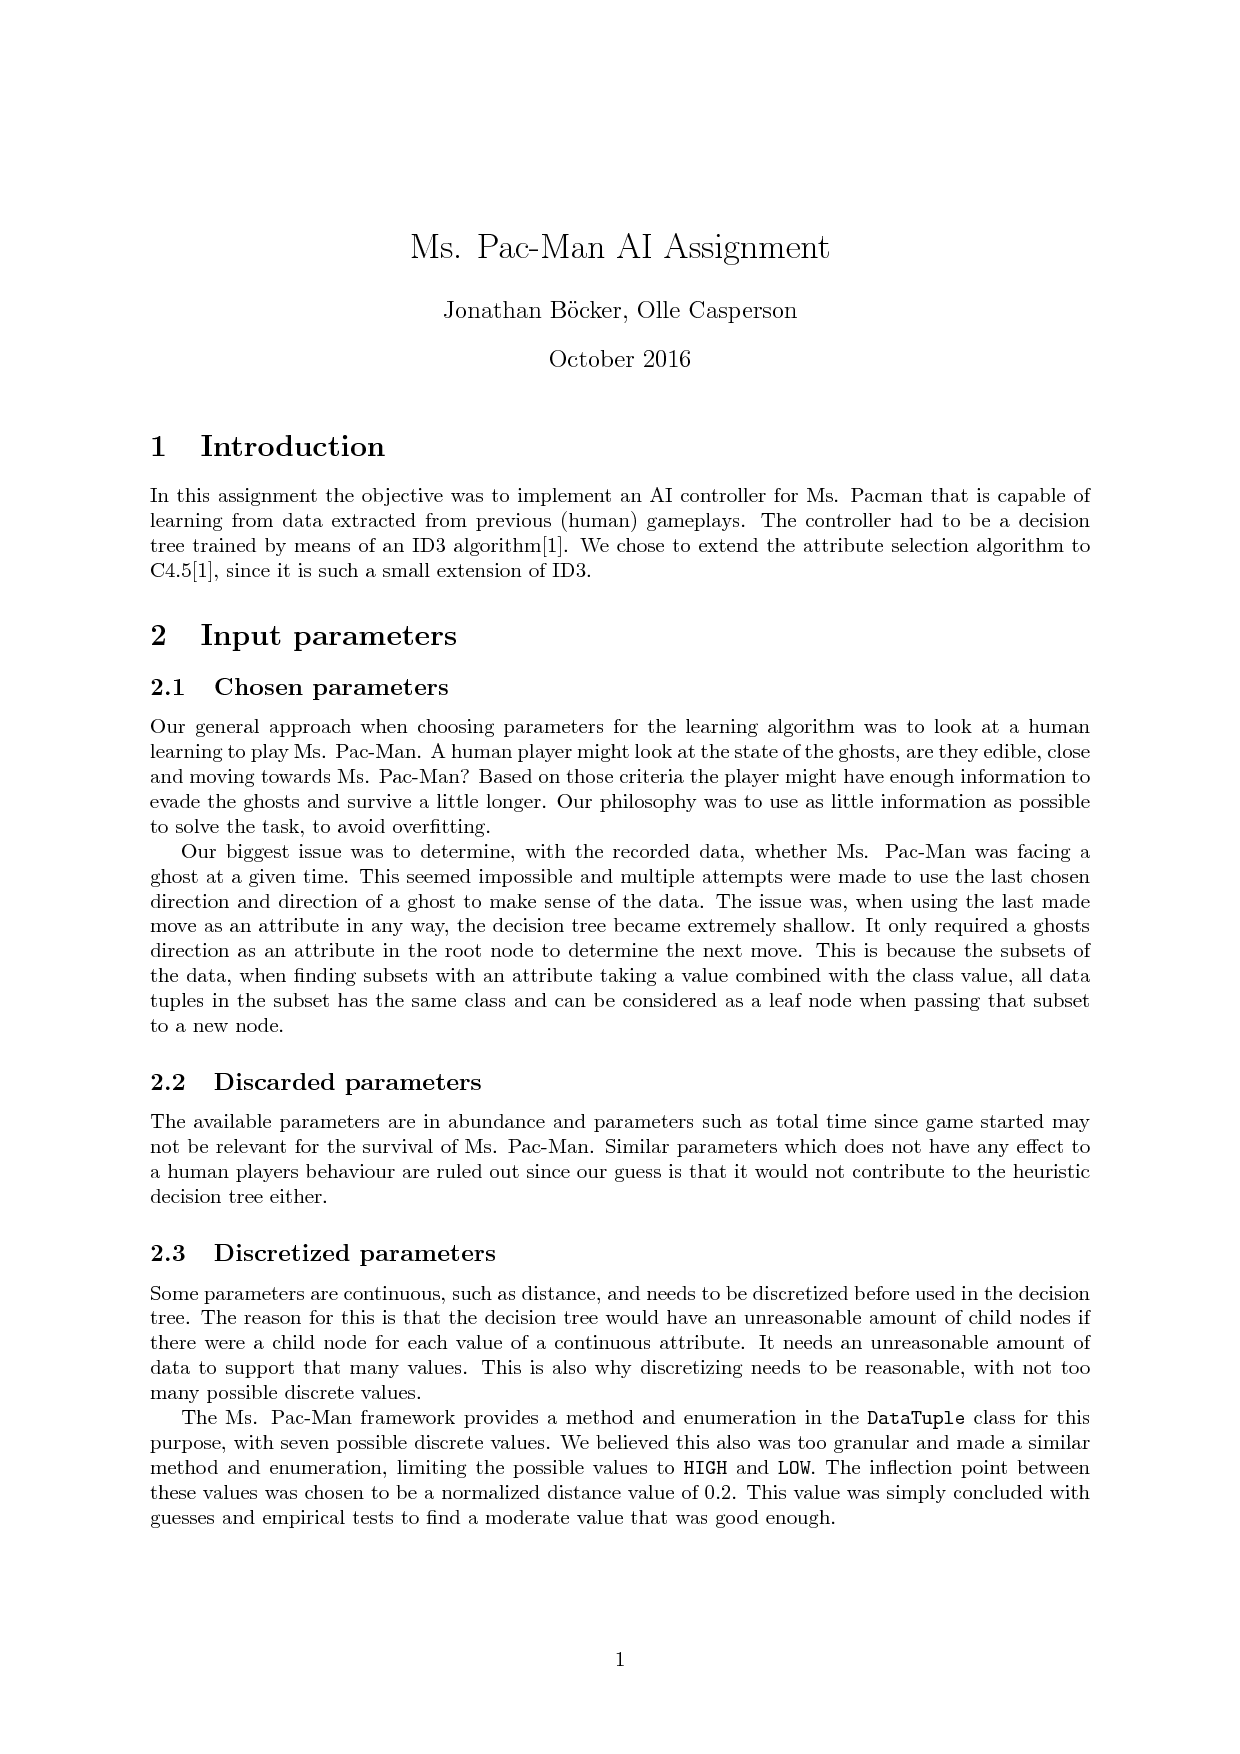 Ms. Pac-Man AI Assignment
Jonathan Böcker, Olle Casperson
October 2016
1 Introduction
In this assignment the objective was to implement an AI controller for Ms. Pacman that is capable of
learning from data extracted from previous (human) gameplays. The controller had to be a decision
tree trained by means of an ID3 algorithm[1]. We chose to extend the attribute selection algorithm to
C4.5[1], since it is such a small extension of ID3.
2 Input parameters
2.1 Chosen parameters
Our general approach when choosing parameters for the learning algorithm was to look at a human
learning to play Ms. Pac-Man. A human player might look at the state of the ghosts, are they edible, close
and moving towards Ms. Pac-Man? Based on those criteria the player might have enough information to
evade the ghosts and survive a little longer. Our philosophy was to use as little information as possible
to solve the task, to avoid overfitting.
Our biggest issue was to determine, with the recorded data, whether Ms. Pac-Man was facing a
ghost at a given time. This seemed impossible and multiple attempts were made to use the last chosen
direction and direction of a ghost to make sense of the data. The issue was, when using the last made
move as an attribute in any way, the decision tree became extremely shallow. It only required a ghosts
direction as an attribute in the root node to determine the next move. This is because the subsets of
the data, when finding subsets with an attribute taking a value combined with the class value, all data
tuples in the subset has the same class and can be considered as a leaf node when passing that subset
to a new node.
2.2 Discarded parameters
The available parameters are in abundance and parameters such as total time since game started may
not be relevant for the survival of Ms. Pac-Man. Similar parameters which does not have any effect to
a human players behaviour are ruled out since our guess is that it would not contribute to the heuristic
decision tree either.
2.3 Discretized parameters
Some parameters are continuous, such as distance, and needs to be discretized before used in the decision
tree. The reason for this is that the decision tree would have an unreasonable amount of child nodes if
there were a child node for each value of a continuous attribute. It needs an unreasonable amount of
data to support that many values. This is also why discretizing needs to be reasonable, with not too
many possible discrete values.
The Ms. Pac-Man framework provides a method and enumeration in the DataTuple class for this
purpose, with seven possible discrete values. We believed this also was too granular and made a similar
method and enumeration, limiting the possible values to HIGH and LOW. The inflection point between
these values was chosen to be a normalized distance value of 0.2. This value was simply concluded with
guesses and empirical tests to find a moderate value that was good enough.
1